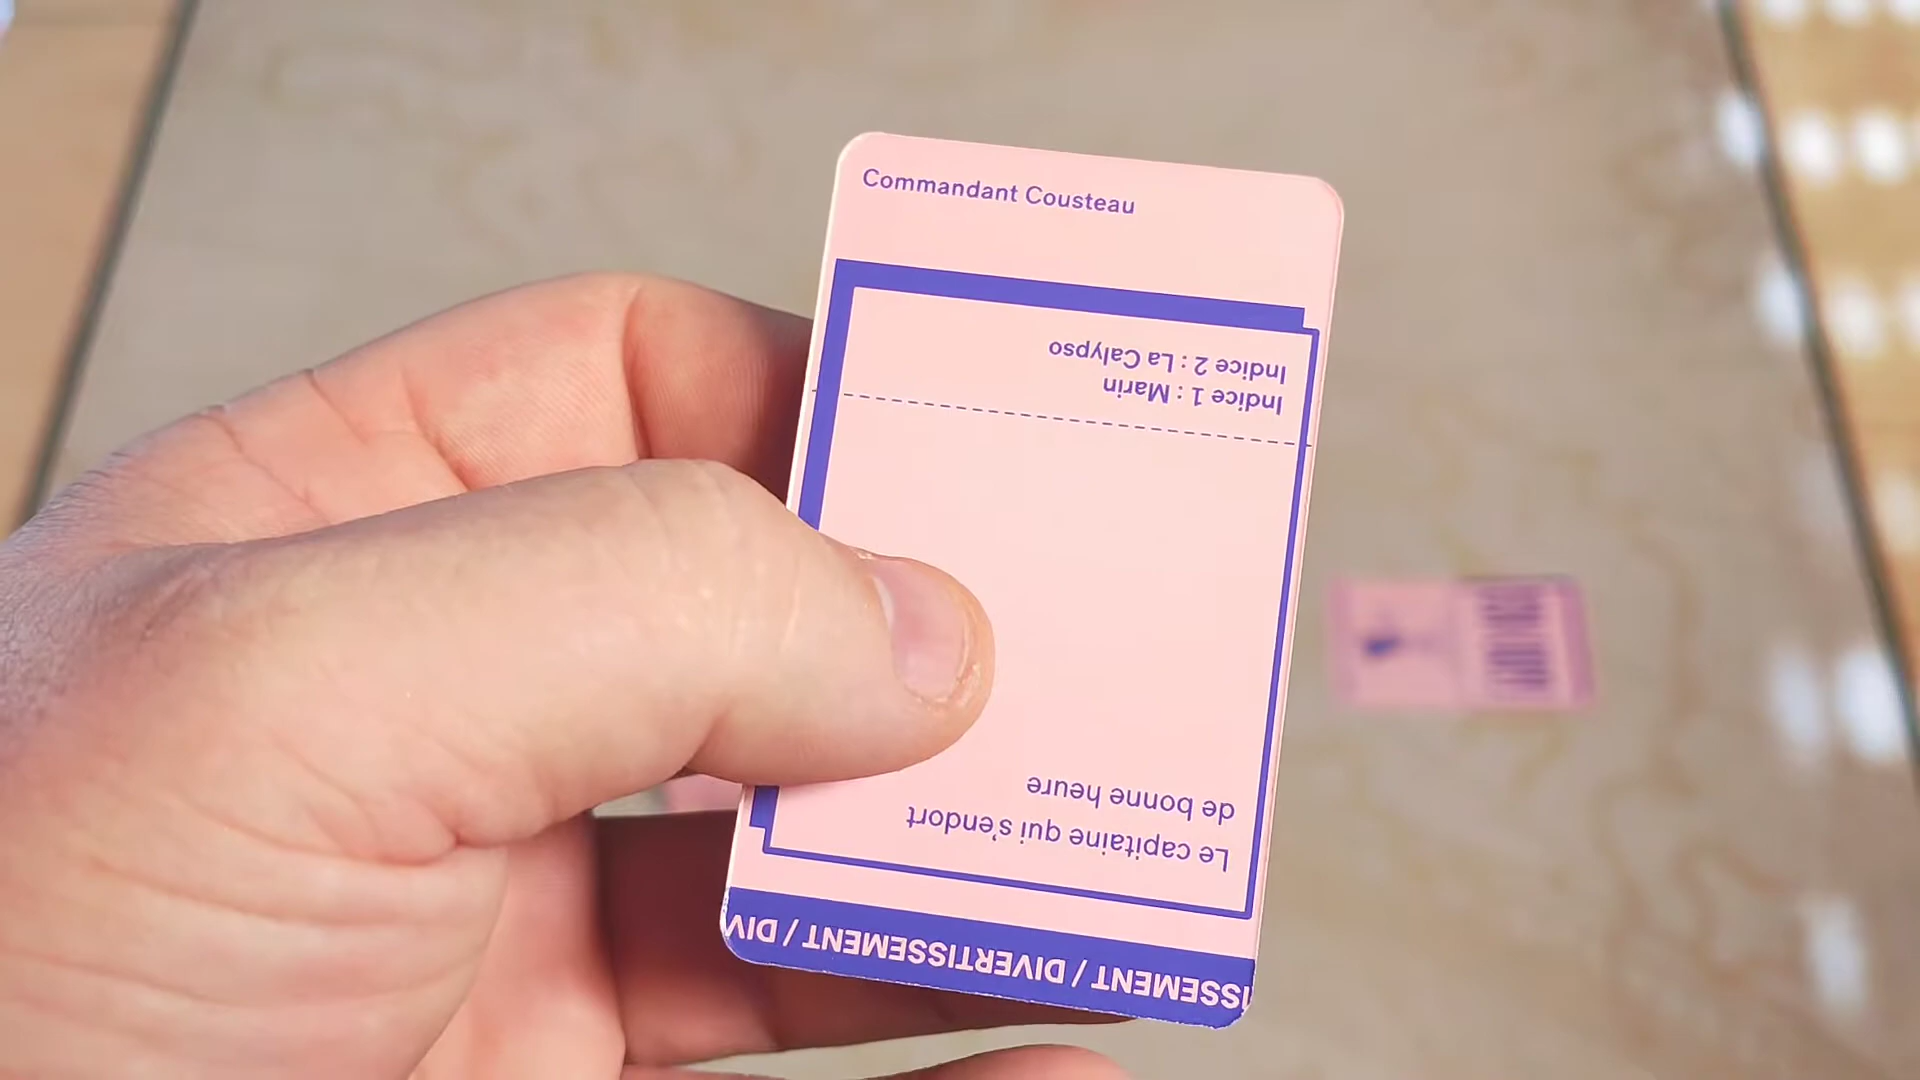 Commandant Cousteau
ISSEMENT / DIVERTISSEMENT / DIV
Le capitaine qui s'endort
de bonne heure
Indice 1 : Marin
Indice 2 : La Calypso